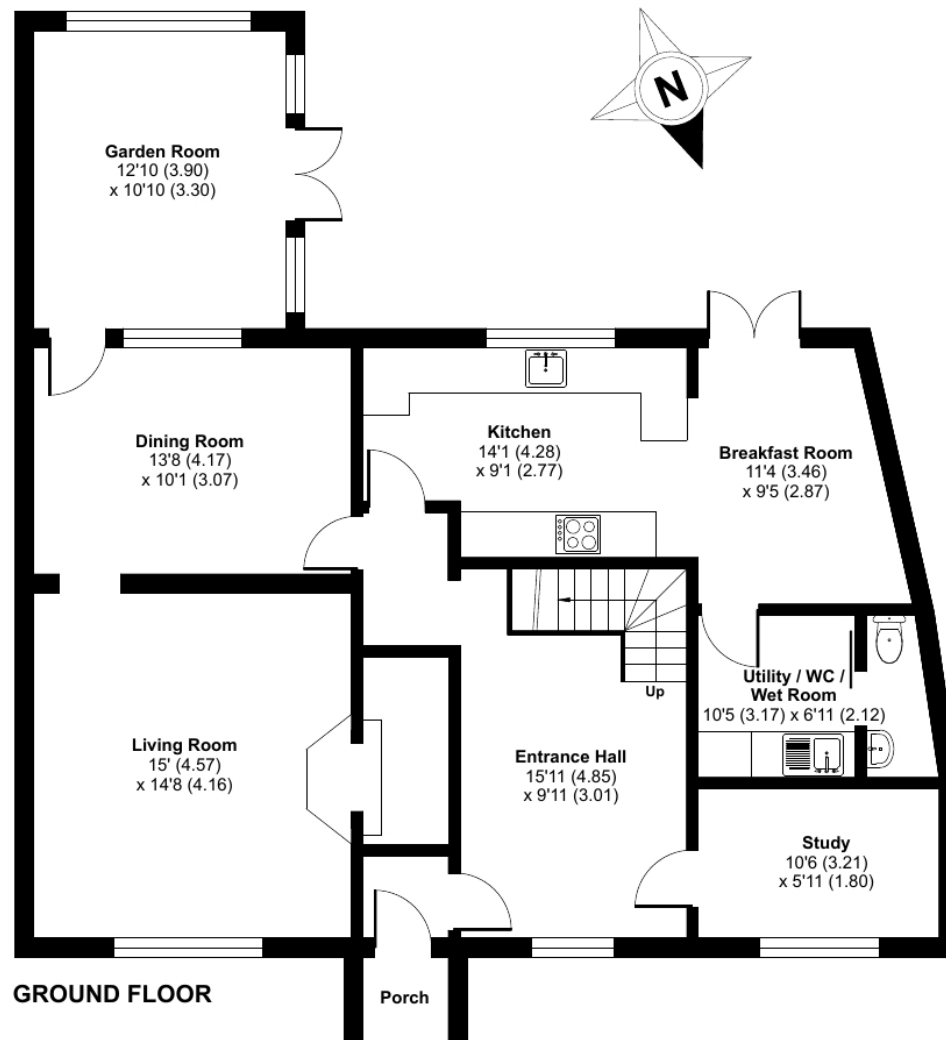 N
Garden Room
12'10 (3.90)
x 10'10 (3.30)
Dining Room
13'8 (4.17)
x 10'1 (3.07)
Kitchen
14'1 (4.28)
x 9'1 (2.77)
Breakfast Room
11'4 (3.46)
x 9'5 (2.87)
Up
Utility / WC /
Wet Room
10'5 (3.17) x 6'11 (2.12)
Living Room
15' (4.57)
x 14'8 (4.16)
Entrance Hall
15'11 (4.85)
x 9'11 (3.01)
Study
10'6 (3.21)
x 5'11 (1.80)
Porch
GROUND FLOOR